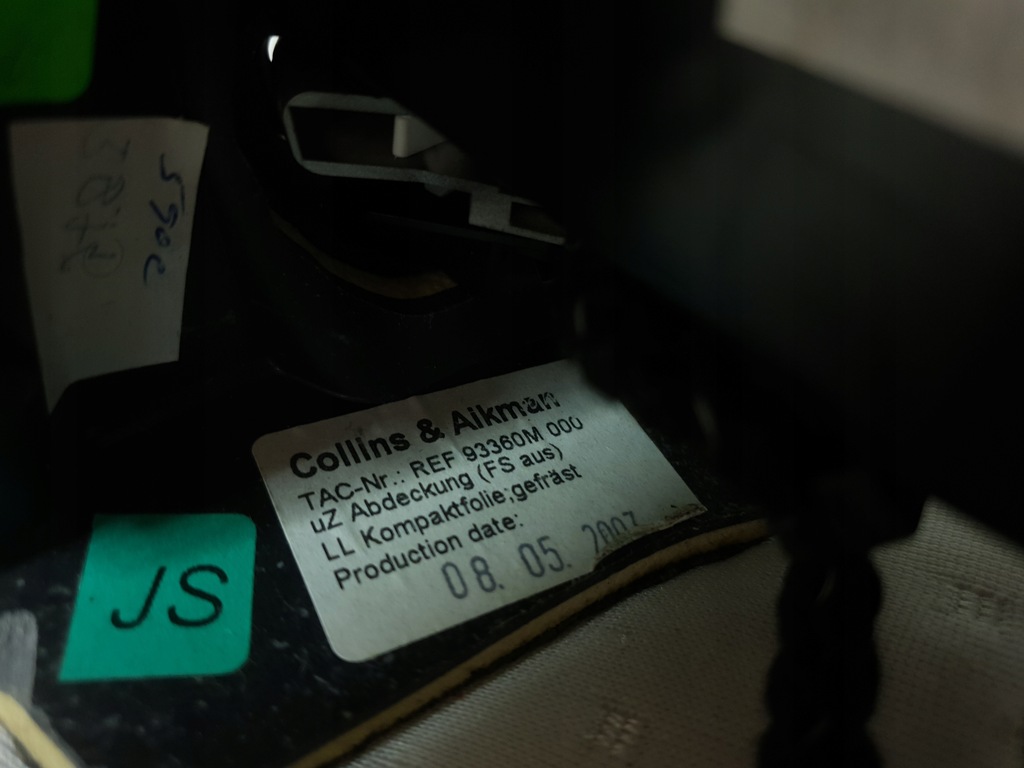 5902
Collins & Aikman
TAC-Nr.: REF 93360M 000
uZ Abdeckung (FS aus)
LL Kompaktfolie;gefräst
Production date:
08. 05. 2007
JS